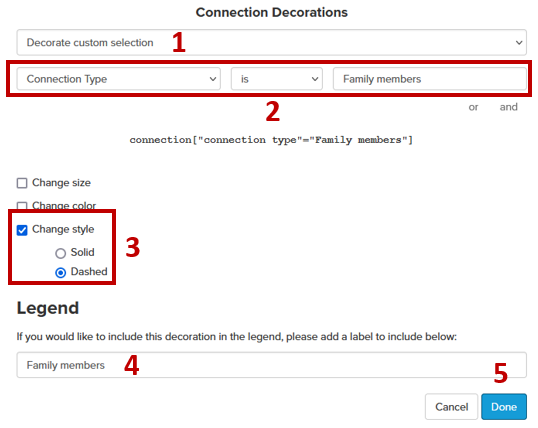 Connection Decorations
Decorate custom selection 1
Connection Type is Family members
2 or and
connection["connection type"="Family members"]
Change size
Change color
Change style
3
Solid
Dashed
Legend
If you would like to include this decoration in the legend, please add a label to include below:
Family members 4
5
Cancel Done